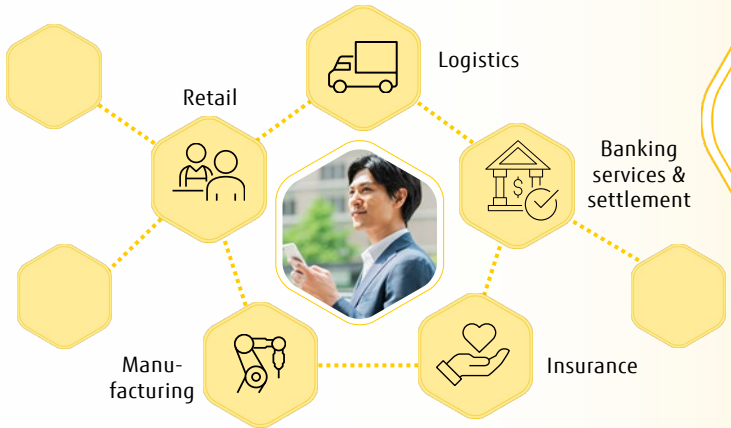 Logistics
Retail
Banking
services &
settlement
$
Manu-
facturing
Insurance